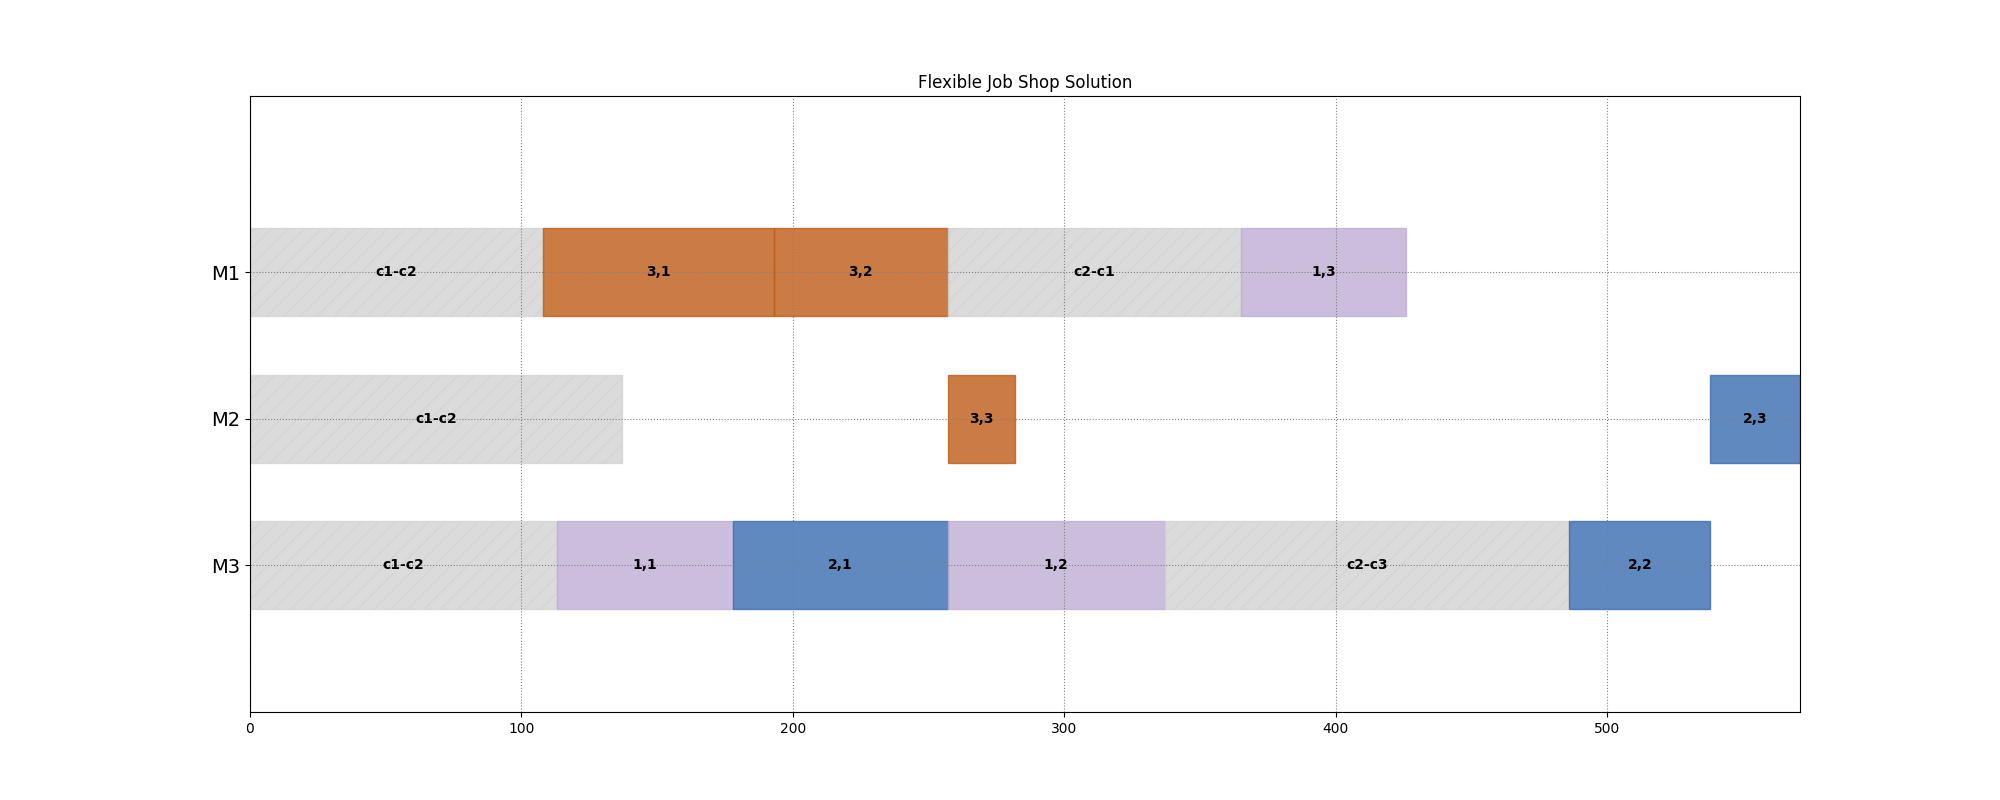 Flexible Job Shop Solution
M1
c1-c2
3,1
3,2
c2-c1
1,3
M2
c1-c2
3,3
2,3
M3
c1-c2
1,1
2,1
1,2
c2-c3
2,2
0
100
200
300
400
500